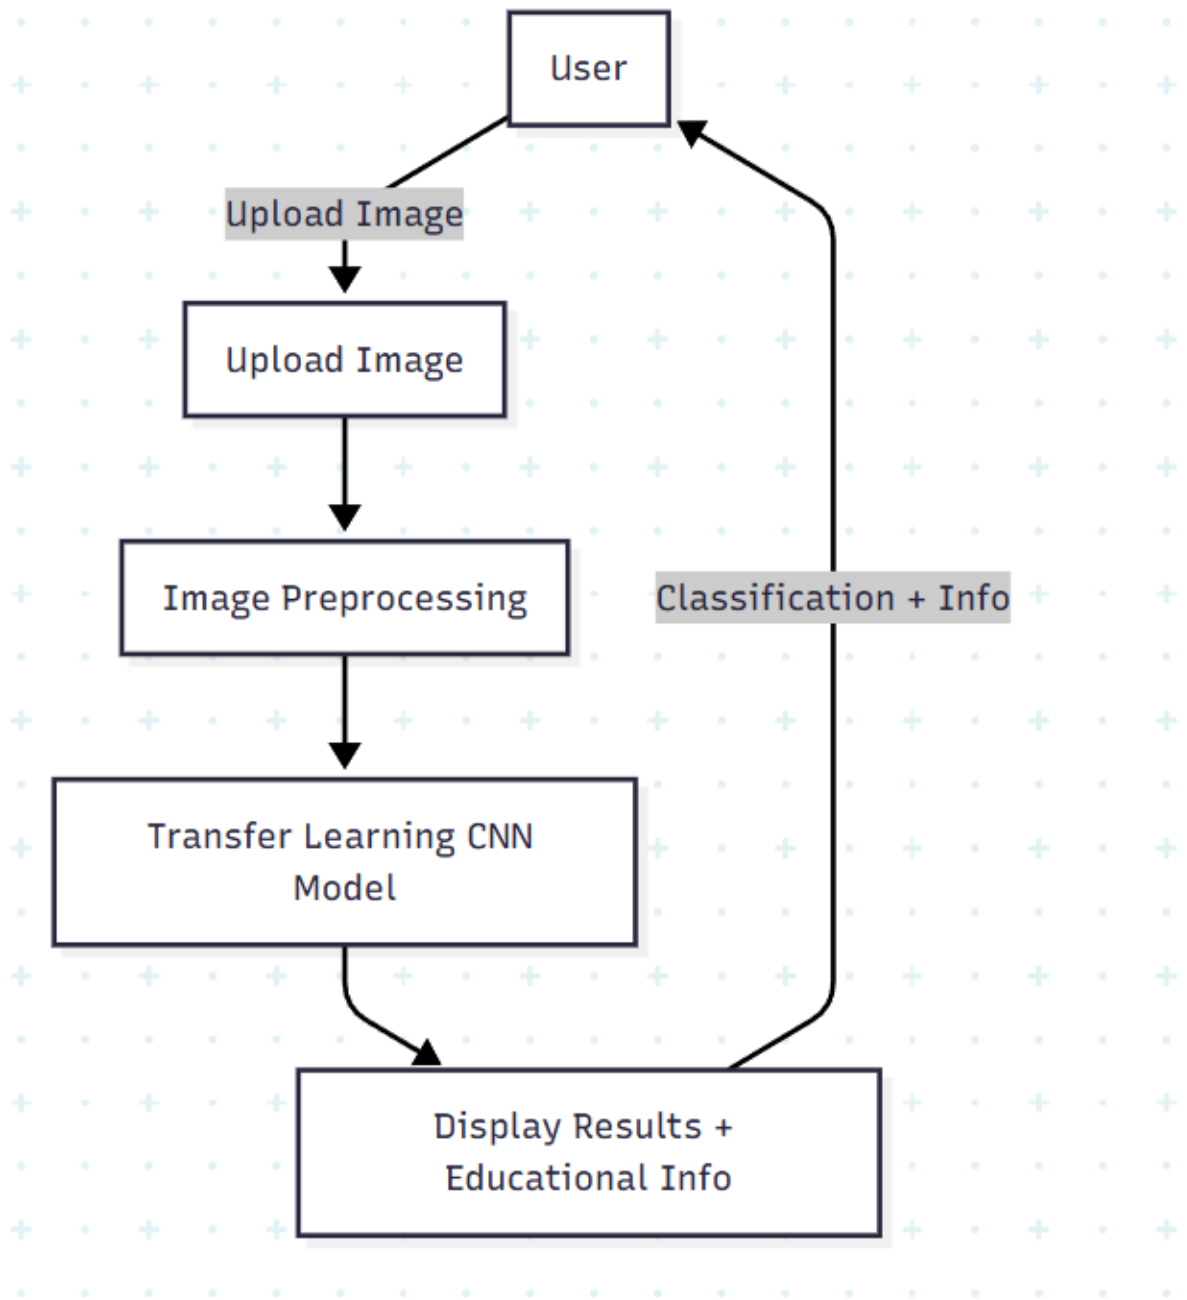 User
Upload Image
Upload Image
Image Preprocessing
Classification + Info
Transfer Learning CNN
Model
Display Results +
Educational Info